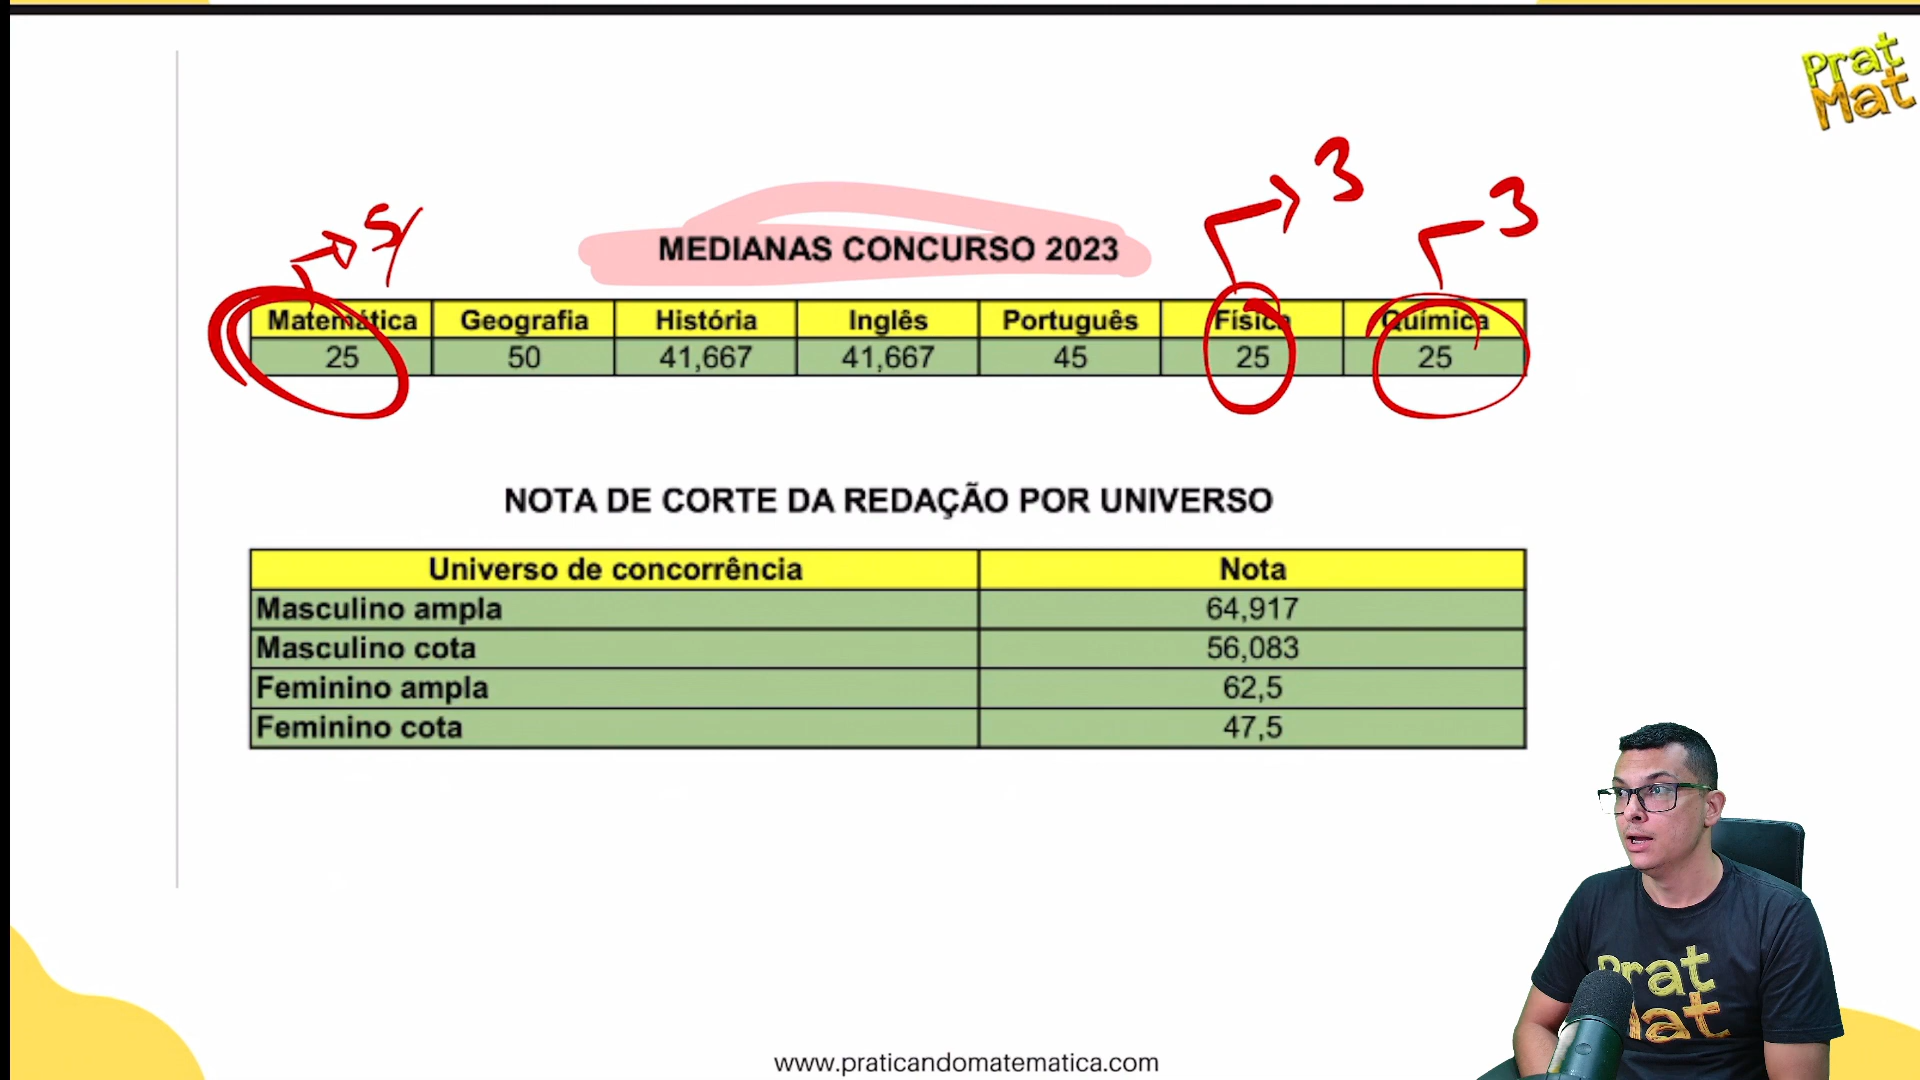 Prat
Mat
3
3
5
MEDIANAS CONCURSO 2023
Matemática Geografia História Inglês Português Física Química
25 50 41,667 41,667 45 25 25
NOTA DE CORTE DA REDAÇÃO POR UNIVERSO
Universo de concorrência Nota
Masculino ampla 64,917
Masculino cota 56,083
Feminino ampla 62,5
Feminino cota 47,5
Prat
Mat
www.praticandomatematica.com